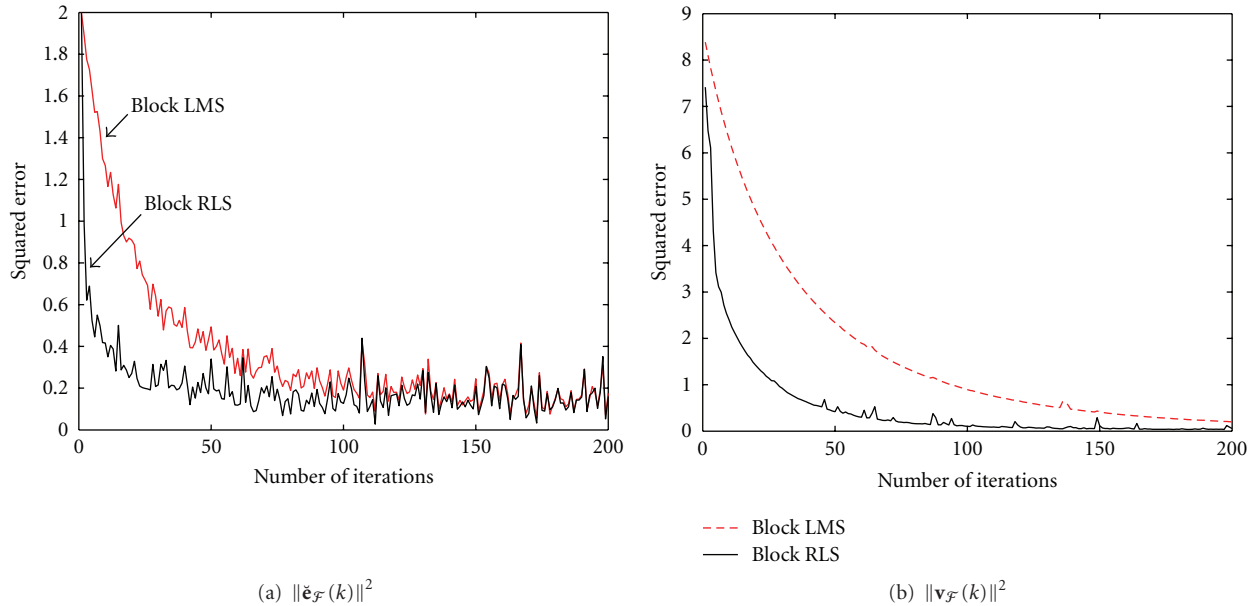 2
1.8
1.6
1.4
1.2
1
0.8
0.6
0.4
0.2
0
Squared error
Block LMS
Block RLS
0 50 100 150 200
Number of iterations
(a) ‖ĕ_ℱ(k)‖²
9
8
7
6
5
4
3
2
1
0
Squared error
0 50 100 150 200
Number of iterations
Block LMS
Block RLS
(b) ‖v_ℱ(k)‖²